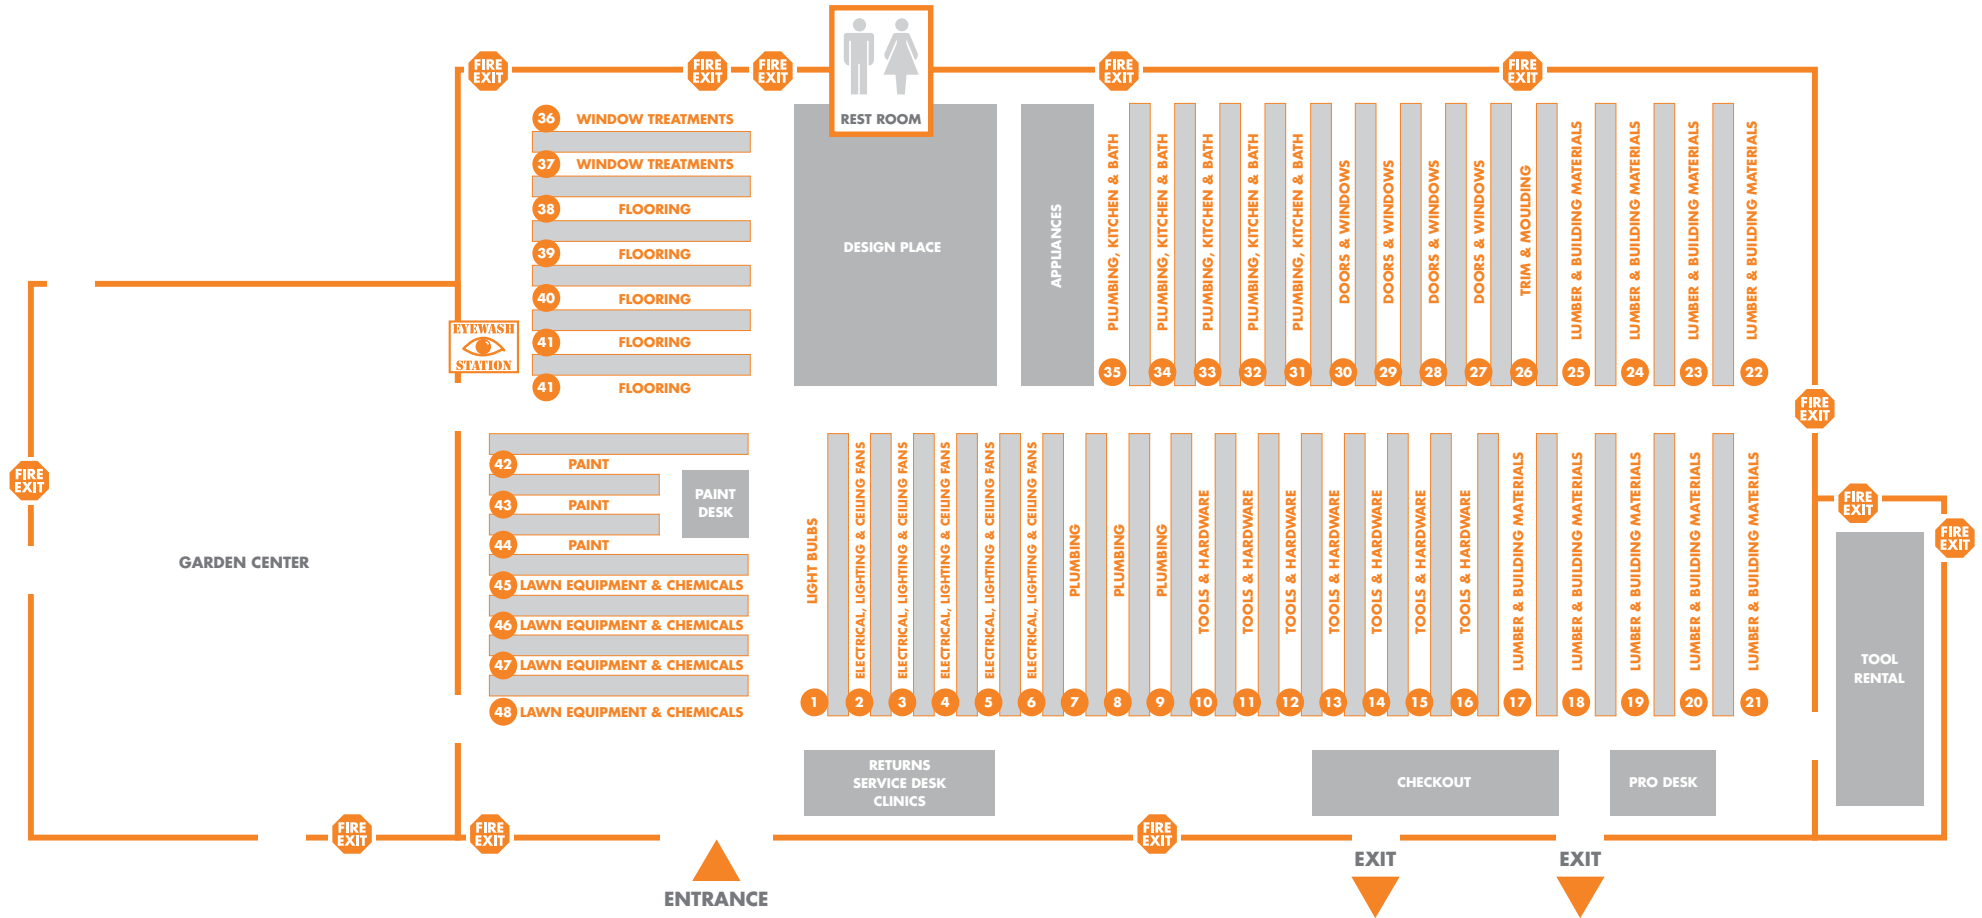 FIRE
EXIT
FIRE
EXIT
FIRE
EXIT
REST ROOM
FIRE
EXIT
FIRE
EXIT
36 WINDOW TREATMENTS
37 WINDOW TREATMENTS
38 FLOORING
39 FLOORING
40 FLOORING
41 FLOORING
41 FLOORING
EYEWASH
STATION
DESIGN PLACE
APPLIANCES
PLUMBING, KITCHEN & BATH 35
PLUMBING, KITCHEN & BATH 34
PLUMBING, KITCHEN & BATH 33
PLUMBING, KITCHEN & BATH 32
PLUMBING, KITCHEN & BATH 31
DOORS & WINDOWS 30
DOORS & WINDOWS 29
DOORS & WINDOWS 28
DOORS & WINDOWS 27
TRIM & MOULDING 26
LUMBER & BUILDING MATERIALS 25
LUMBER & BUILDING MATERIALS 24
LUMBER & BUILDING MATERIALS 23
LUMBER & BUILDING MATERIALS 22
FIRE
EXIT
FIRE
EXIT
GARDEN CENTER
42 PAINT
43 PAINT
44 PAINT
PAINT
DESK
45 LAWN EQUIPMENT & CHEMICALS
46 LAWN EQUIPMENT & CHEMICALS
47 LAWN EQUIPMENT & CHEMICALS
48 LAWN EQUIPMENT & CHEMICALS
LIGHT BULBS 1
ELECTRICAL, LIGHTING & CEILING FANS 2
ELECTRICAL, LIGHTING & CEILING FANS 3
ELECTRICAL, LIGHTING & CEILING FANS 4
ELECTRICAL, LIGHTING & CEILING FANS 5
ELECTRICAL, LIGHTING & CEILING FANS 6
PLUMBING 7
PLUMBING 8
PLUMBING 9
TOOLS & HARDWARE 10
TOOLS & HARDWARE 11
TOOLS & HARDWARE 12
TOOLS & HARDWARE 13
TOOLS & HARDWARE 14
TOOLS & HARDWARE 15
TOOLS & HARDWARE 16
LUMBER & BUILDING MATERIALS 17
LUMBER & BUILDING MATERIALS 18
LUMBER & BUILDING MATERIALS 19
LUMBER & BUILDING MATERIALS 20
LUMBER & BUILDING MATERIALS 21
FIRE
EXIT
FIRE
EXIT
TOOL
RENTAL
RETURNS
SERVICE DESK
CLINICS
CHECKOUT
PRO DESK
FIRE
EXIT
FIRE
EXIT
FIRE
EXIT
ENTRANCE
EXIT
EXIT